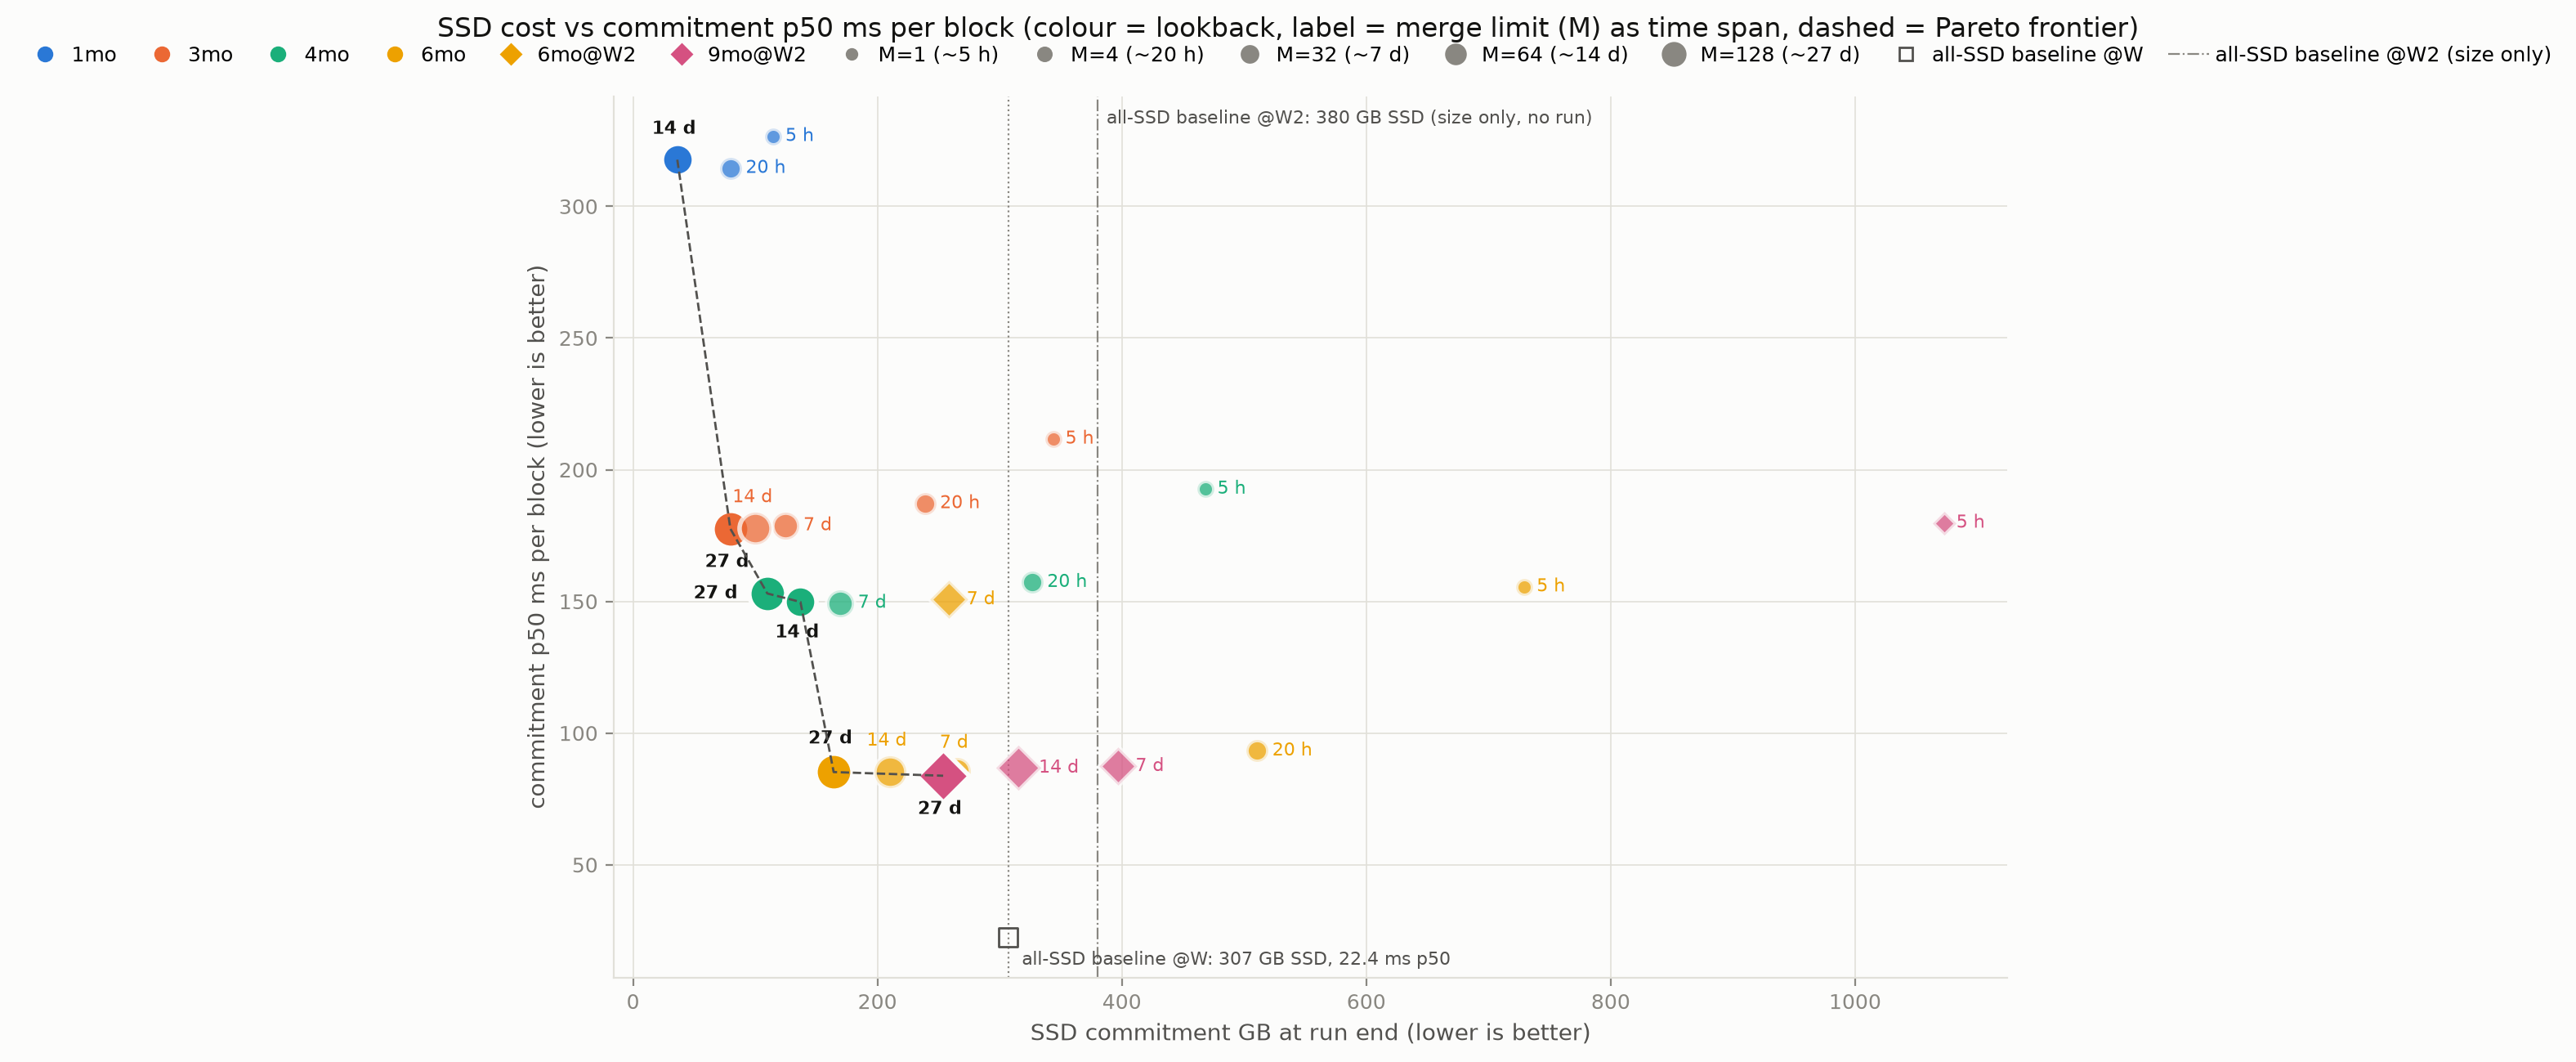 SSD cost vs commitment p50 ms per block (colour = lookback, label = merge limit (M) as time span, dashed = Pareto frontier)
1mo 3mo 4mo 6mo 6mo@W2 9mo@W2 M=1 (~5 h) M=4 (~20 h) M=32 (~7 d) M=64 (~14 d) M=128 (~27 d) all-SSD baseline @W all-SSD baseline @W2 (size only)
all-SSD baseline @W2: 380 GB SSD (size only, no run)
14 d
5 h
20 h
300
250
5 h
200
5 h
14 d
20 h
5 h
7 d
27 d
20 h
5 h
27 d
7 d
7 d
150
14 d
27 d
14 d
7 d
20 h
100
14 d
7 d
27 d
50
all-SSD baseline @W: 307 GB SSD, 22.4 ms p50
0 200 400 600 800 1000
SSD commitment GB at run end (lower is better)
commitment p50 ms per block (lower is better)